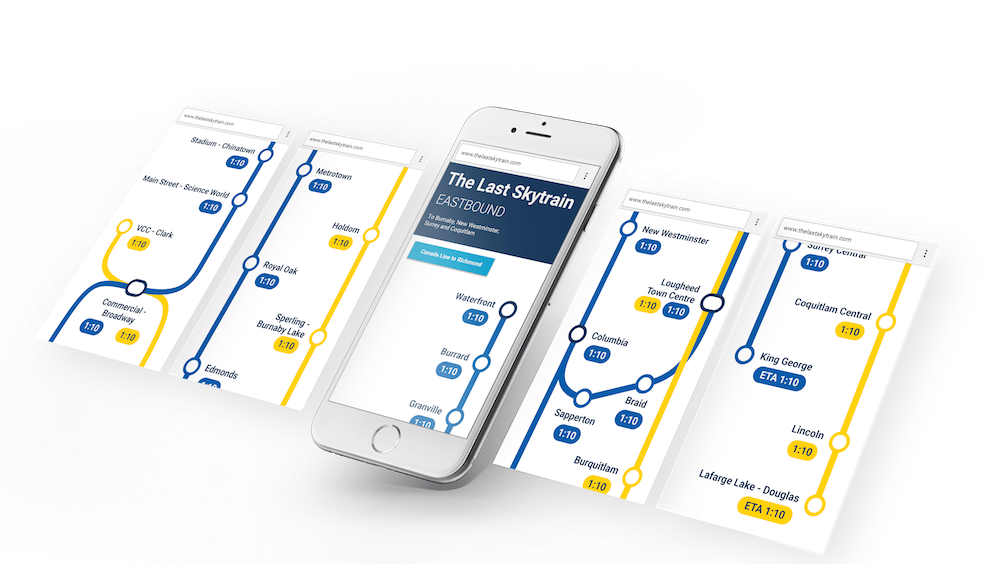 www.thelastskytrain.com
Stadium - Chinatown
1:10
Main Street - Science World
1:10
VCC - Clark
1:10
Commercial -
Broadway
1:10 1:10
www.thelastskytrain.com
Metrotown
1:10
Holdom
1:10
Royal Oak
1:10
Sperling -
Burnaby Lake
1:10
Edmonds
1:10
www.thelastskytrain.com
The Last Skytrain
EASTBOUND
To Burnaby, New Westminster,
Surrey and Coquitlam
Canada Line to Richmond
Waterfront
1:10
Burrard
1:10
Granville
1:10
www.thelastskytrain.com
New Westminster
1:10
Lougheed
Town Centre
1:10 1:10
Columbia
1:10
Braid
1:10
Sapperton
1:10
Burquitlam
1:10
www.thelastskytrain.com
Surrey Central
1:10
Coquitlam Central
1:10
King George
ETA 1:10
Lincoln
1:10
Lafarge Lake - Douglas
ETA 1:10